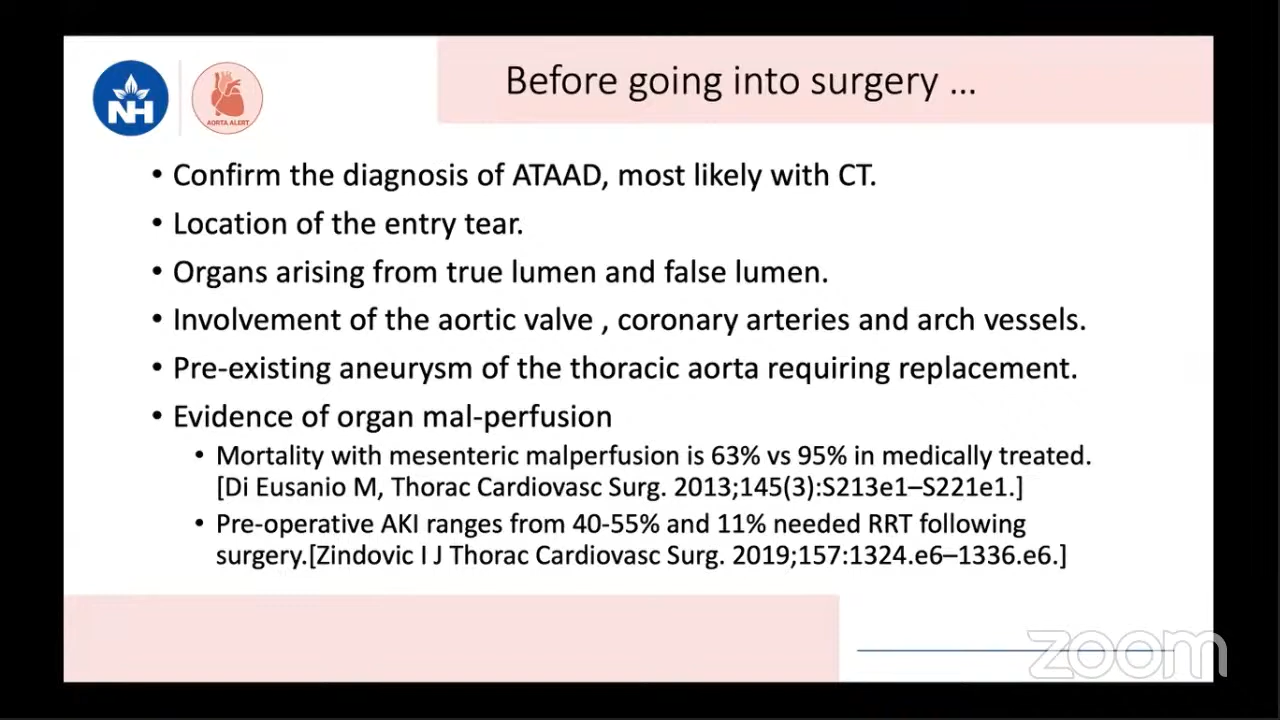 NH
AORTA ALERT
Before going into surgery ...
• Confirm the diagnosis of ATAAD, most likely with CT.
• Location of the entry tear.
• Organs arising from true lumen and false lumen.
• Involvement of the aortic valve , coronary arteries and arch vessels.
• Pre-existing aneurysm of the thoracic aorta requiring replacement.
• Evidence of organ mal-perfusion
• Mortality with mesenteric malperfusion is 63% vs 95% in medically treated.
[Di Eusanio M, Thorac Cardiovasc Surg. 2013;145(3):S213e1–S221e1.]
• Pre-operative AKI ranges from 40-55% and 11% needed RRT following
surgery.[Zindovic I J Thorac Cardiovasc Surg. 2019;157:1324.e6–1336.e6.]
zoom